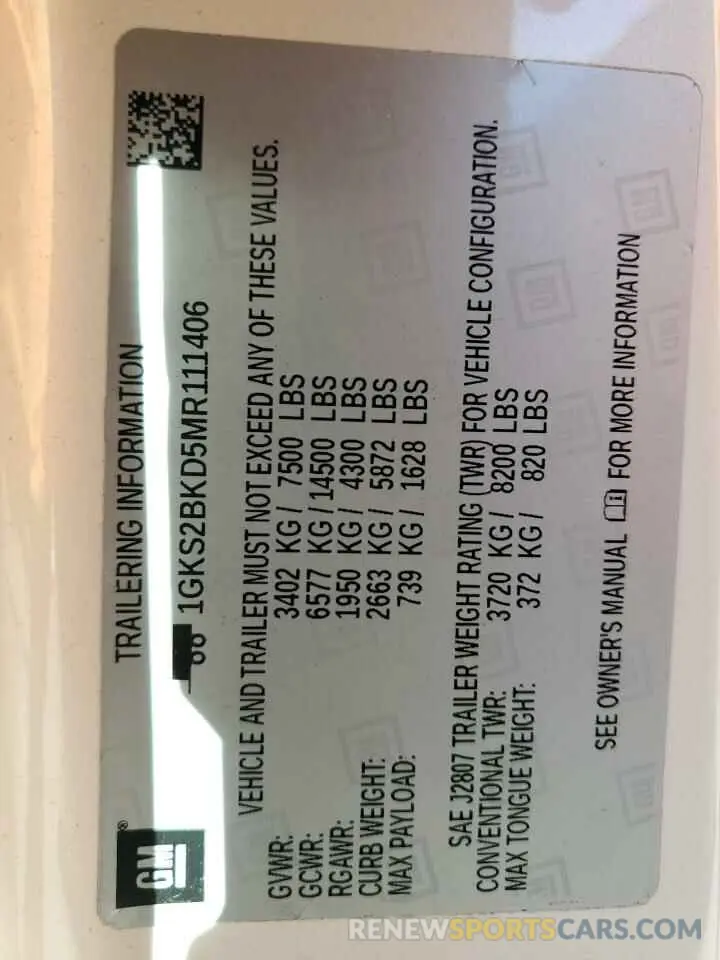 TRAILERING INFORMATION
GM®
1GKS2BKD5MR111406
VEHICLE AND TRAILER MUST NOT EXCEED ANY OF THESE VALUES.
GVWR: 3402 KG / 7500 LBS
GCWR: 6577 KG / 14500 LBS
RGAWR: 1950 KG / 4300 LBS
CURB WEIGHT: 2663 KG / 5872 LBS
MAX PAYLOAD: 739 KG / 1628 LBS
SAE J2807 TRAILER WEIGHT RATING (TWR) FOR VEHICLE CONFIGURATION.
CONVENTIONAL TWR: 3720 KG / 8200 LBS
MAX TONGUE WEIGHT: 372 KG / 820 LBS
SEE OWNER'S MANUAL FOR MORE INFORMATION
RENEWSPORTSCARS.COM